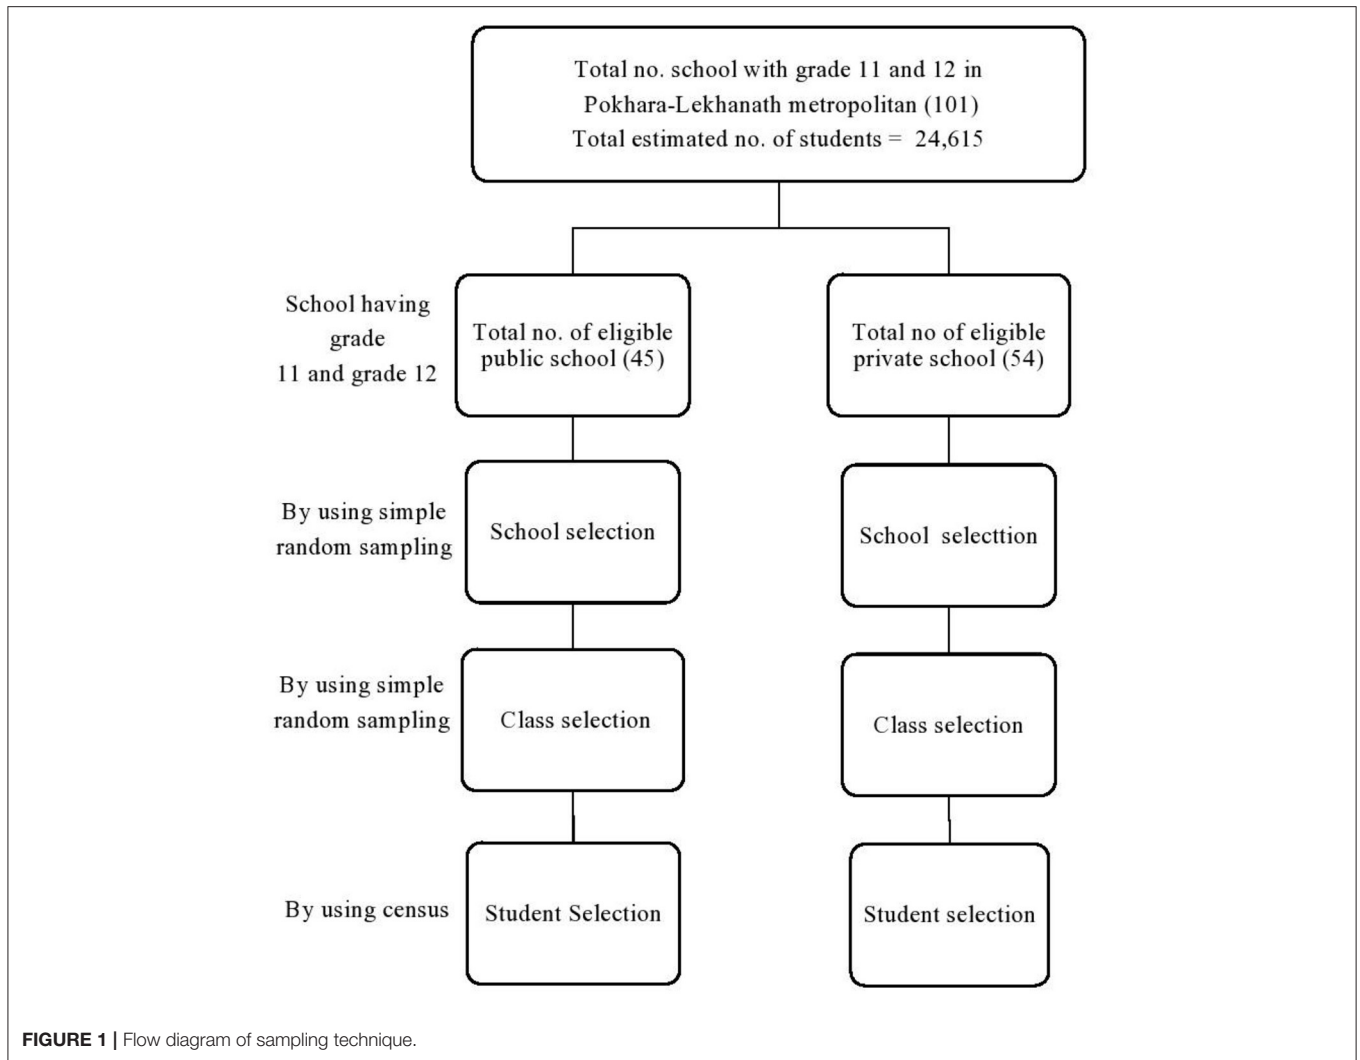 Total no. school with grade 11 and 12 in
Pokhara-Lekhanath metropolitan (101)
Total estimated no. of students = 24,615
School having
grade
11 and grade 12
Total no. of eligible
public school (45)
Total no of eligible
private school (54)
By using simple
random sampling
School selection
School selecttion
By using simple
random sampling
Class selection
Class selection
By using census
Student Selection
Student selection
FIGURE 1 | Flow diagram of sampling technique.